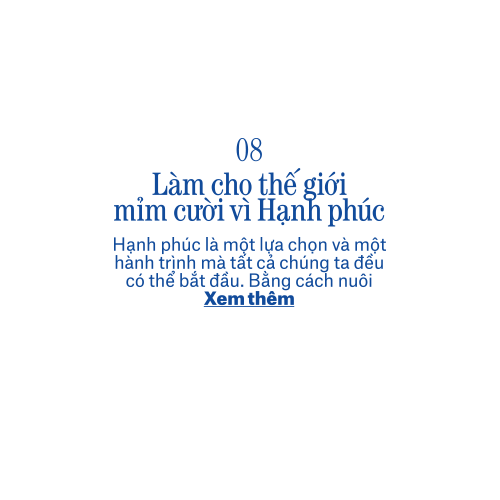 08
Làm cho thế giới
mỉm cười vì Hạnh phúc
Hạnh phúc là một lựa chọn và một
hành trình mà tất cả chúng ta đều
có thể bắt đầu. Bằng cách nuôi
Xem thêm